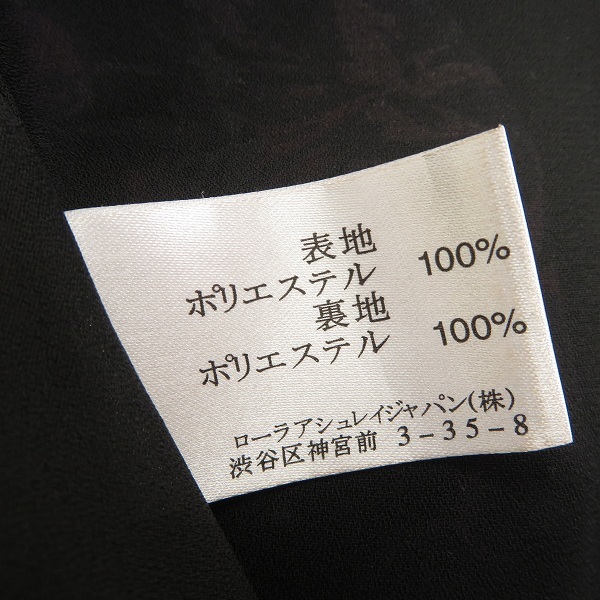 表地
ポリエステル 100%
裏地
ポリエステル 100%
ローラアシュレイジャパン(株)
渋谷区神宮前 3-35-8